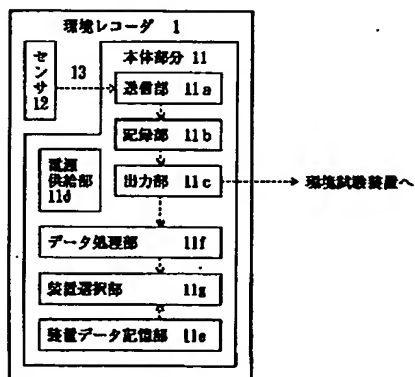 環境レコーダ 1
センサ 12
13
本体部分 11
送信部 11a
記録部 11b
電源供給部 11d
出力部 11c
環境試験装置へ
データ処理部 11f
装置選択部 11g
装置データ記憶部 11e